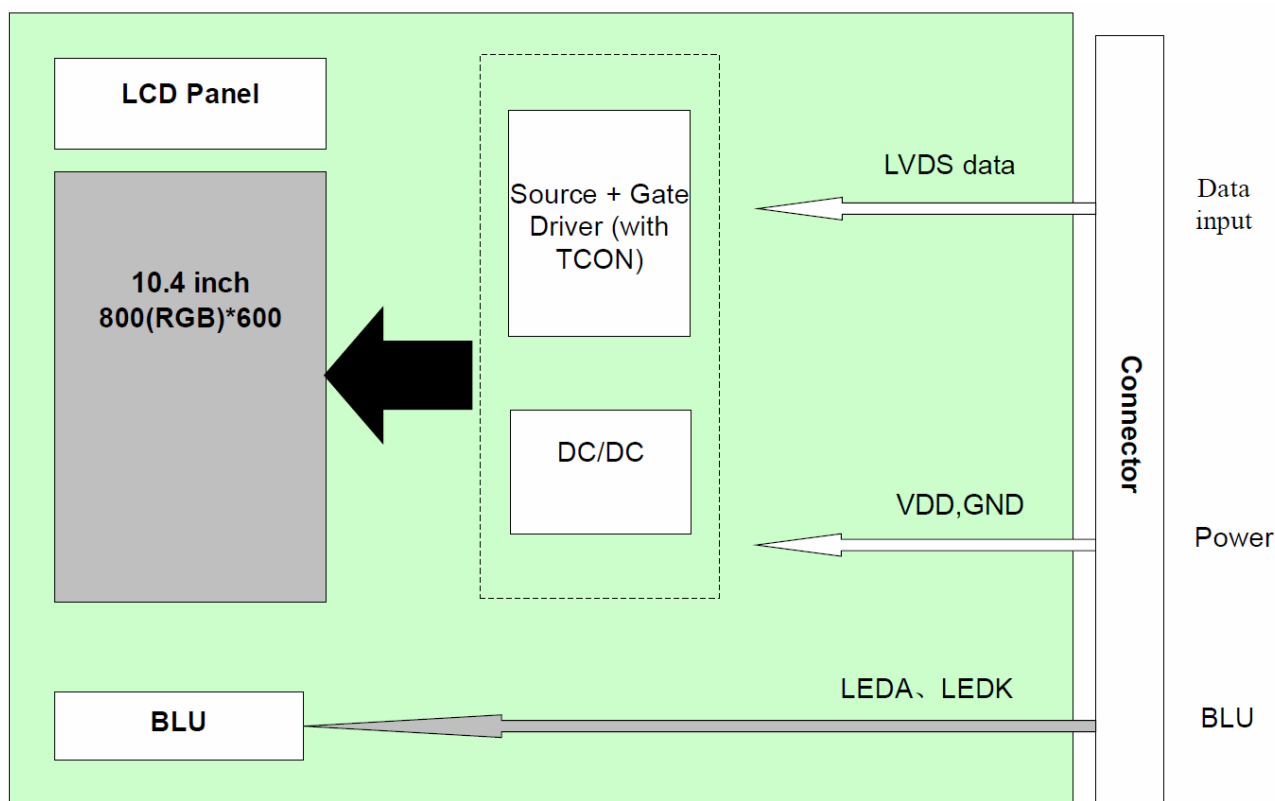 LCD Panel
10.4 inch
800(RGB)*600
Source + Gate
Driver (with
TCON)
DC/DC
LVDS data
VDD,GND
LEDA、LEDK
BLU
Connector
Data
input
Power
BLU